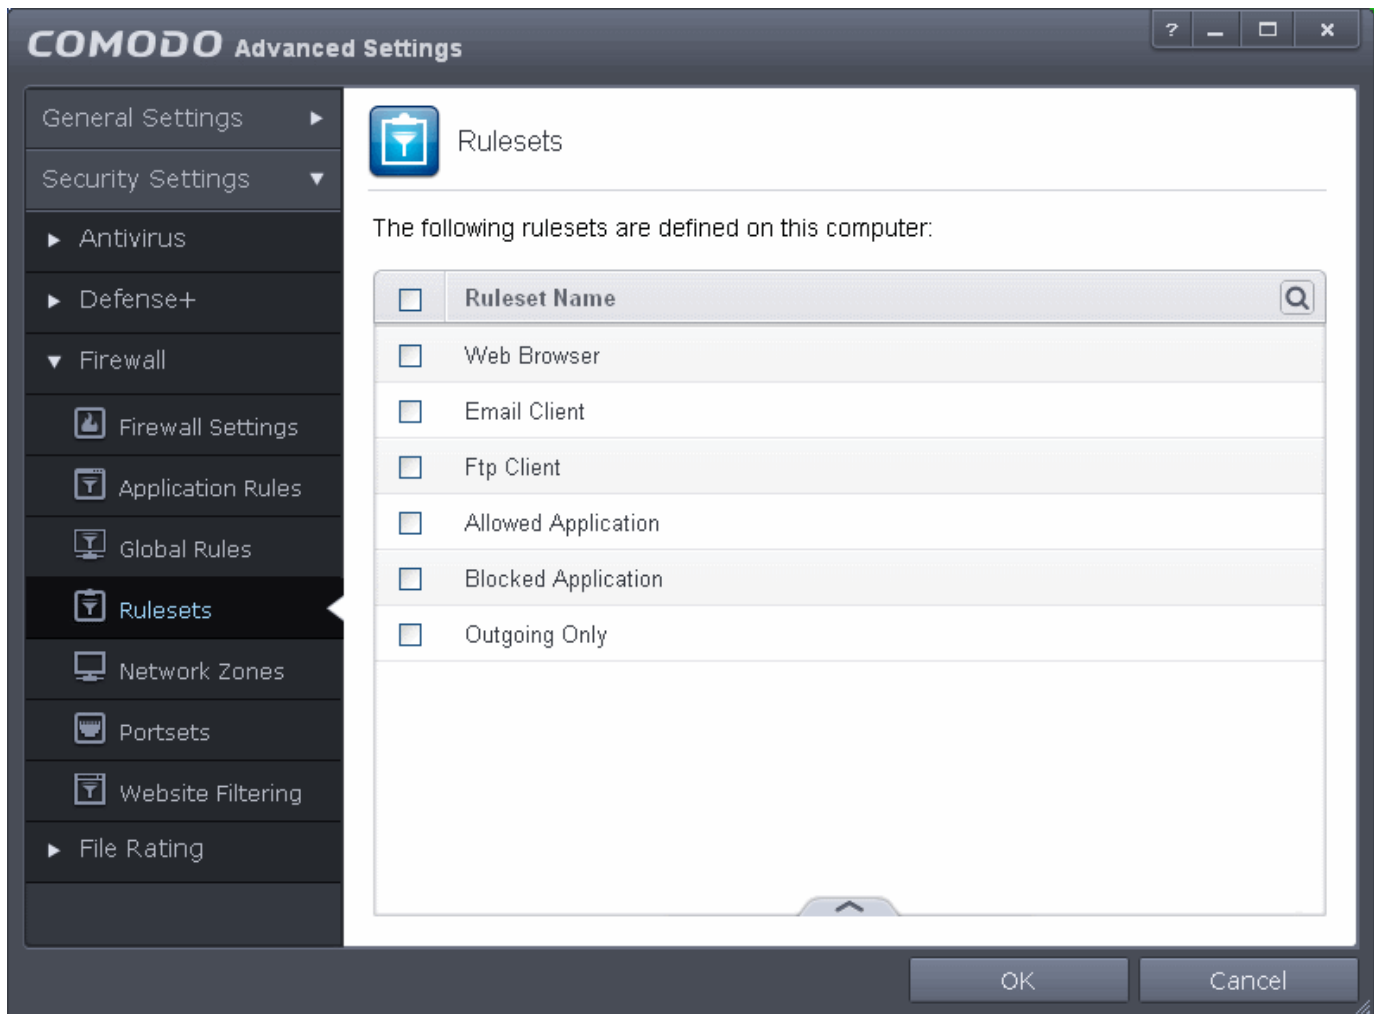 COMODO Advanced Settings
?
General Settings
Security Settings
Antivirus
Defense+
Firewall
Firewall Settings
Application Rules
Global Rules
Rulesets
Network Zones
Portsets
Website Filtering
File Rating
Rulesets
The following rulesets are defined on this computer:
Ruleset Name
Web Browser
Email Client
Ftp Client
Allowed Application
Blocked Application
Outgoing Only
OK
Cancel